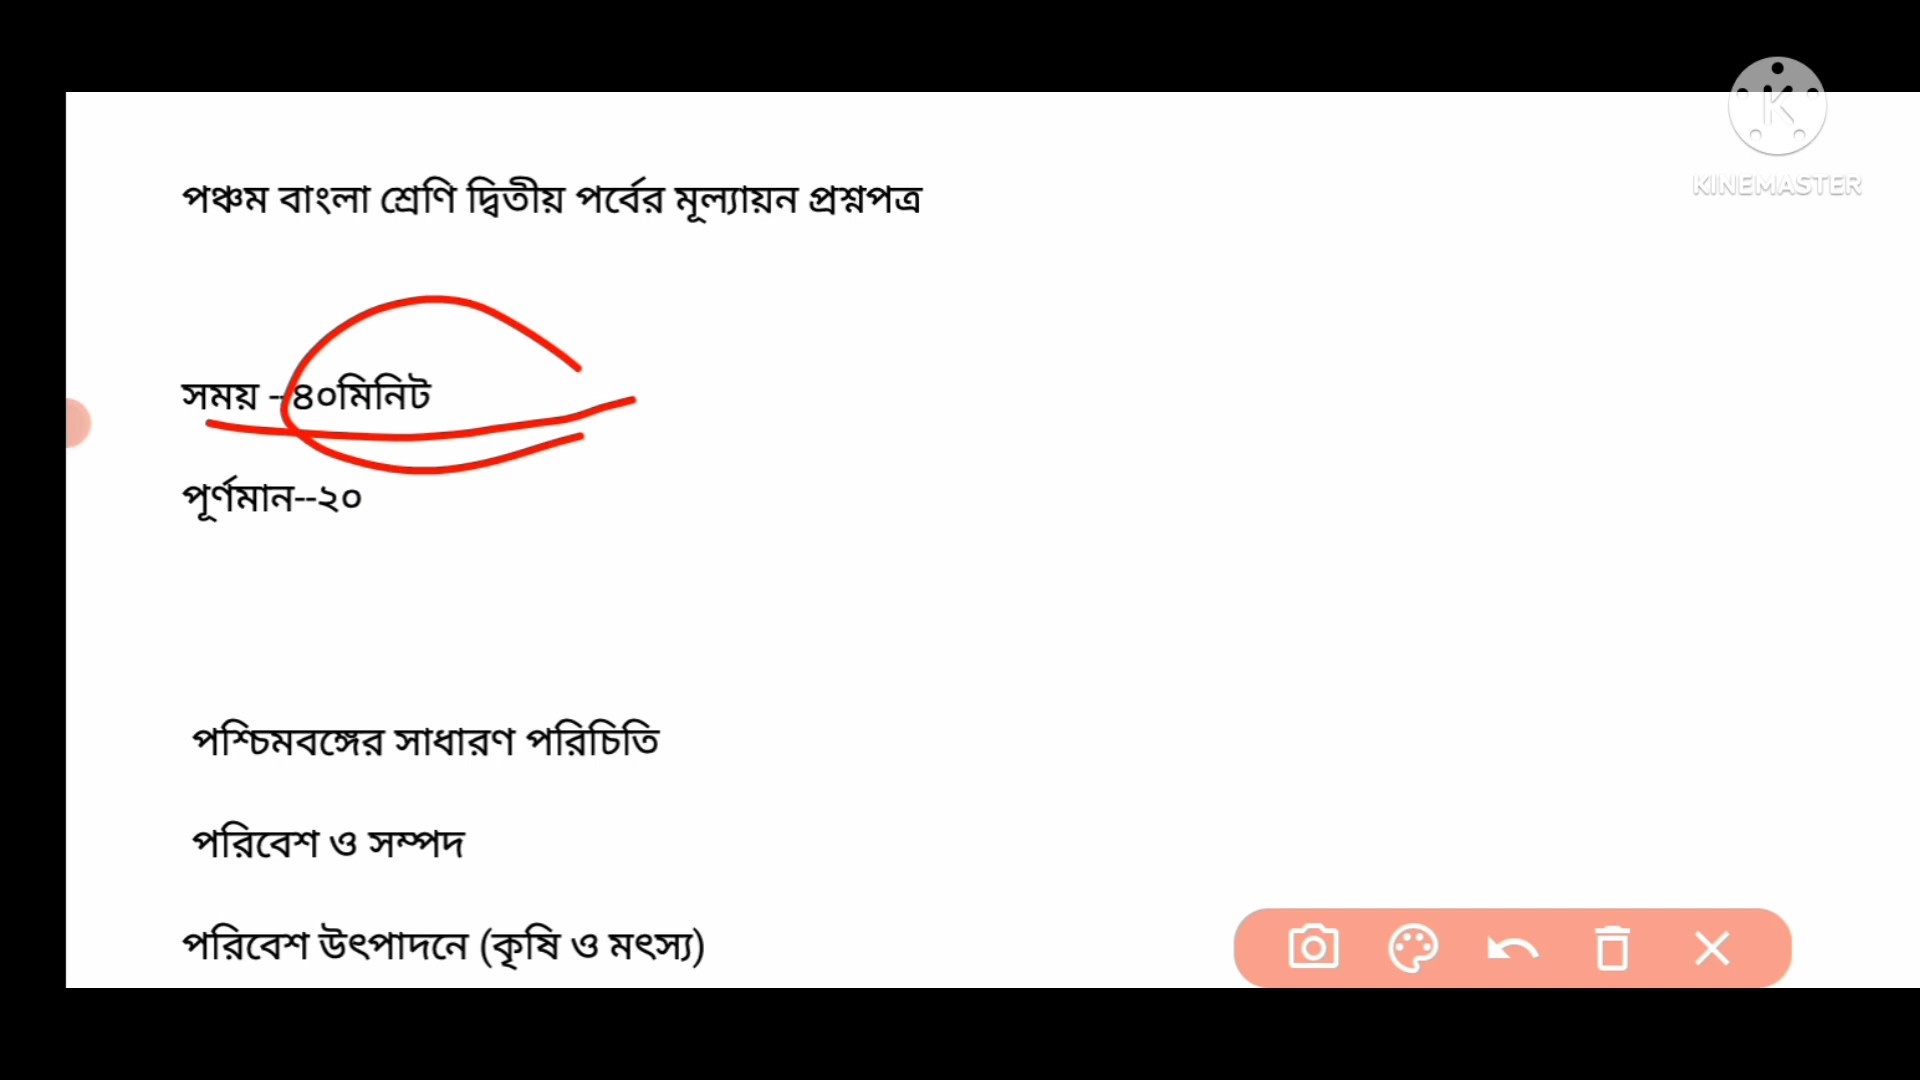 পঞ্চম বাংলা শ্রেণি দ্বিতীয় পর্বের মূল্যায়ন প্রশ্নপত্র
KINEMASTER
সময় --৪০মিনিট
পূর্ণমান--২০
পশ্চিমবঙ্গের সাধারণ পরিচিতি
পরিবেশ ও সম্পদ
পরিবেশ উৎপাদনে (কৃষি ও মৎস্য)